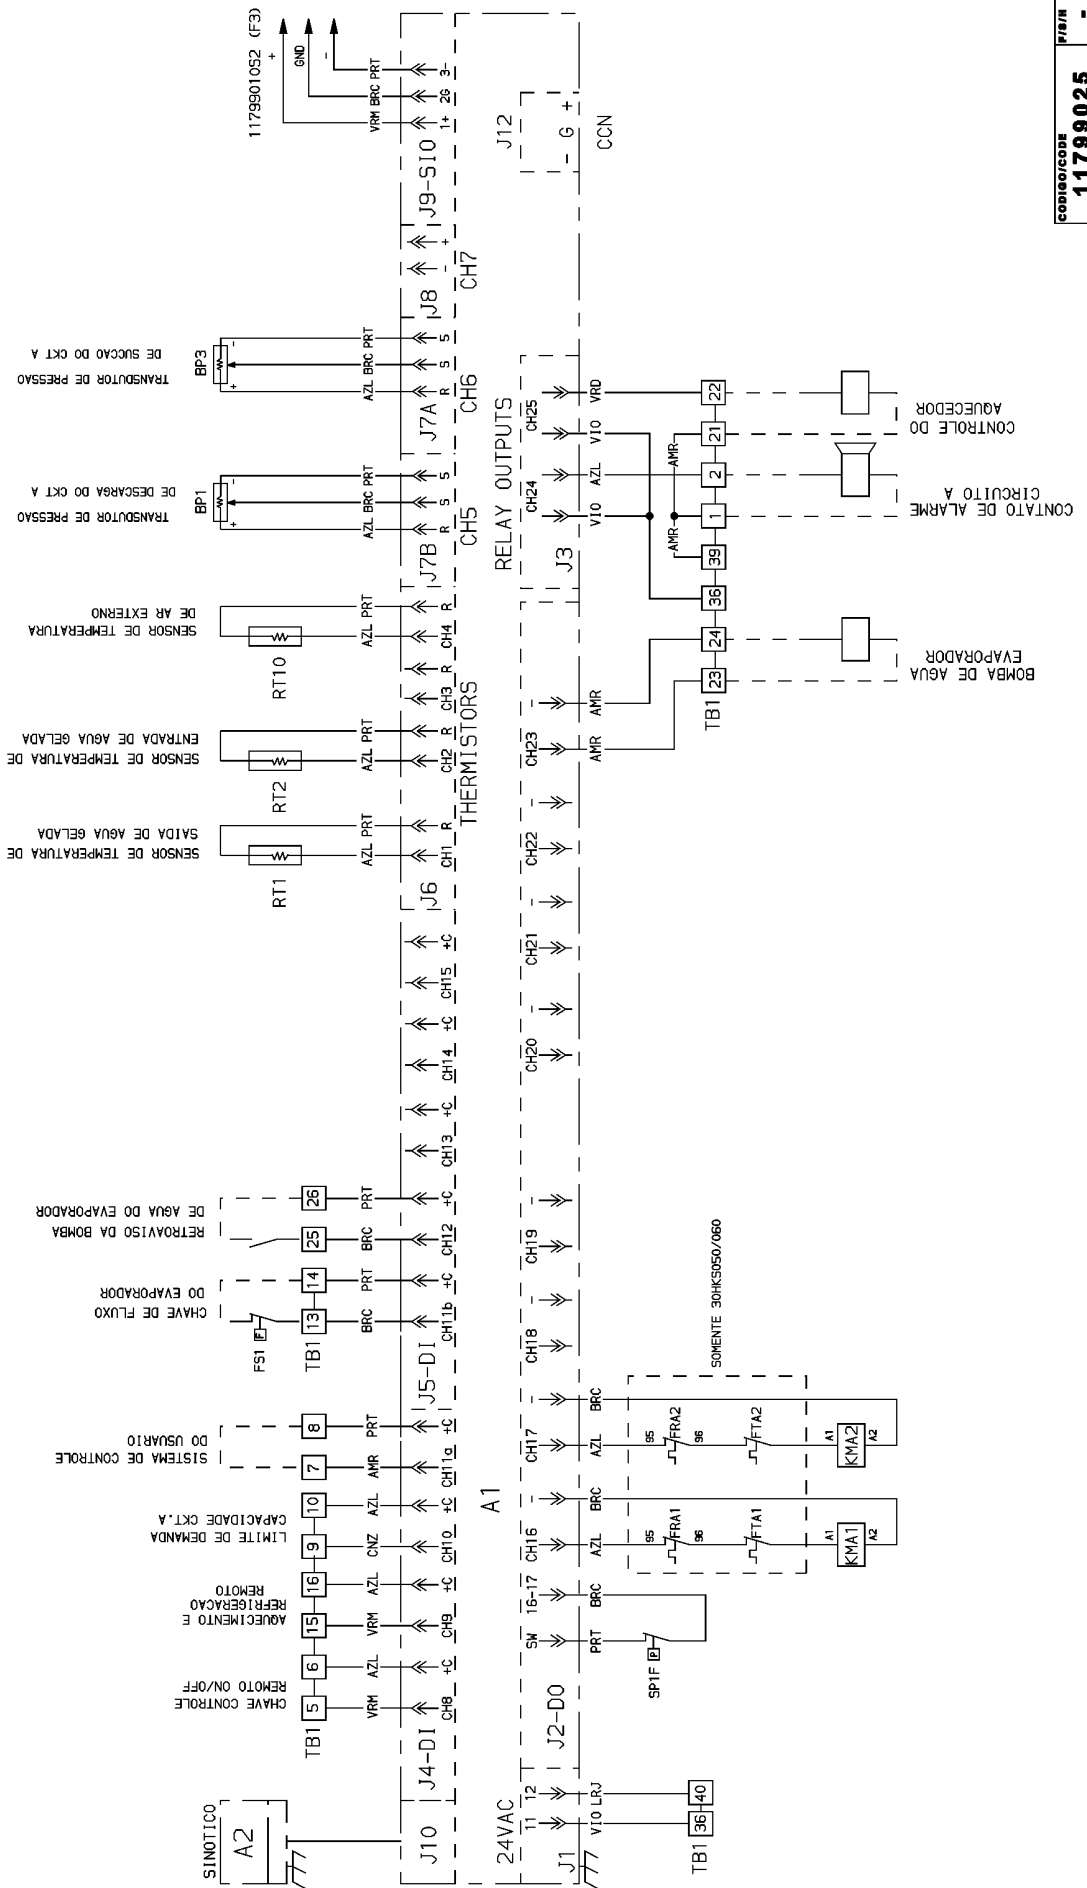 CODIGO/CODE
11799025
F/S/N
-
1179901052 (F3)
+
GND
-
VRM
BRC
PRT
1+
2G
3-
J9-SIO
J12
- G +
CCN
J8
- +
CH7
DE SUCCAO DO CKT A
TRANSDUTOR DE PRESSAO
BP3
+
-
AZL
BRC
PRT
R
S
5
J7A
CH6
DE DESCARGA DO CKT A
TRANSDUTOR DE PRESSAO
BP1
+
-
AZL
BRC
PRT
R
S
5
J7B
CH5
SENSOR DE TEMPERATURA
DE AR EXTERNO
RT10
AZL
PRT
CH4
R
CH3
R
SENSOR DE TEMPERATURA DE
ENTRADA DE AGUA GELADA
RT2
AZL
PRT
CH2
R
SENSOR DE TEMPERATURA DE
SAIDA DE AGUA GELADA
RT1
AZL
PRT
CH1
R
J6
THERMISTORS
CH15
+C
CH14
+C
CH13
+C
RETROAVISO DA BOMBA
DE AGUA DO EVAPORADOR
25
26
BRC
PRT
CH12
+C
CHAVE DE FLUXO
DO EVAPORADOR
FS1
F
TB1
13
14
BRC
PRT
CH11b
+C
J5-DI
SISTEMA DE CONTROLE
DO USUARIO
7
8
AMR
PRT
CH11a
+C
LIMITE DE DEMANDA
CAPACIDADE CKT.A
9
10
CNZ
AZL
CH10
+C
AQUECIMENTO E
REFRIGERACAO
REMOTO
15
16
VRM
AZL
CH9
+C
CHAVE CONTROLE
REMOTO ON/OFF
TB1
5
6
VRM
AZL
CH8
+C
J4-DI
SINOTICO
A2
J10
A1
24VAC
J1
11
12
VIO
LRJ
TB1
36
40
J2-DO
SW
16-17
PRT
BRC
SP1F
P
CH16
-
AZL
BRC
95
FRA1
96
FTA1
A1
KMA1
A2
CH17
-
AZL
BRC
95
FRA2
96
FTA2
A1
KMA2
A2
SOMENTE 30HKS050/060
CH18
-
CH19
-
CH20
-
CH21
-
CH22
-
CH23
-
AMR
AMR
TB1
23
24
36
39
1
2
21
22
BOMBA DE AGUA
EVAPORADOR
RELAY OUTPUTS
J3
CH24
CH25
VIO
AZL
VIO
VRD
AMR
AMR
CONTATO DE ALARME
CIRCUITO A
CONTROLE DO
AQUECEDOR